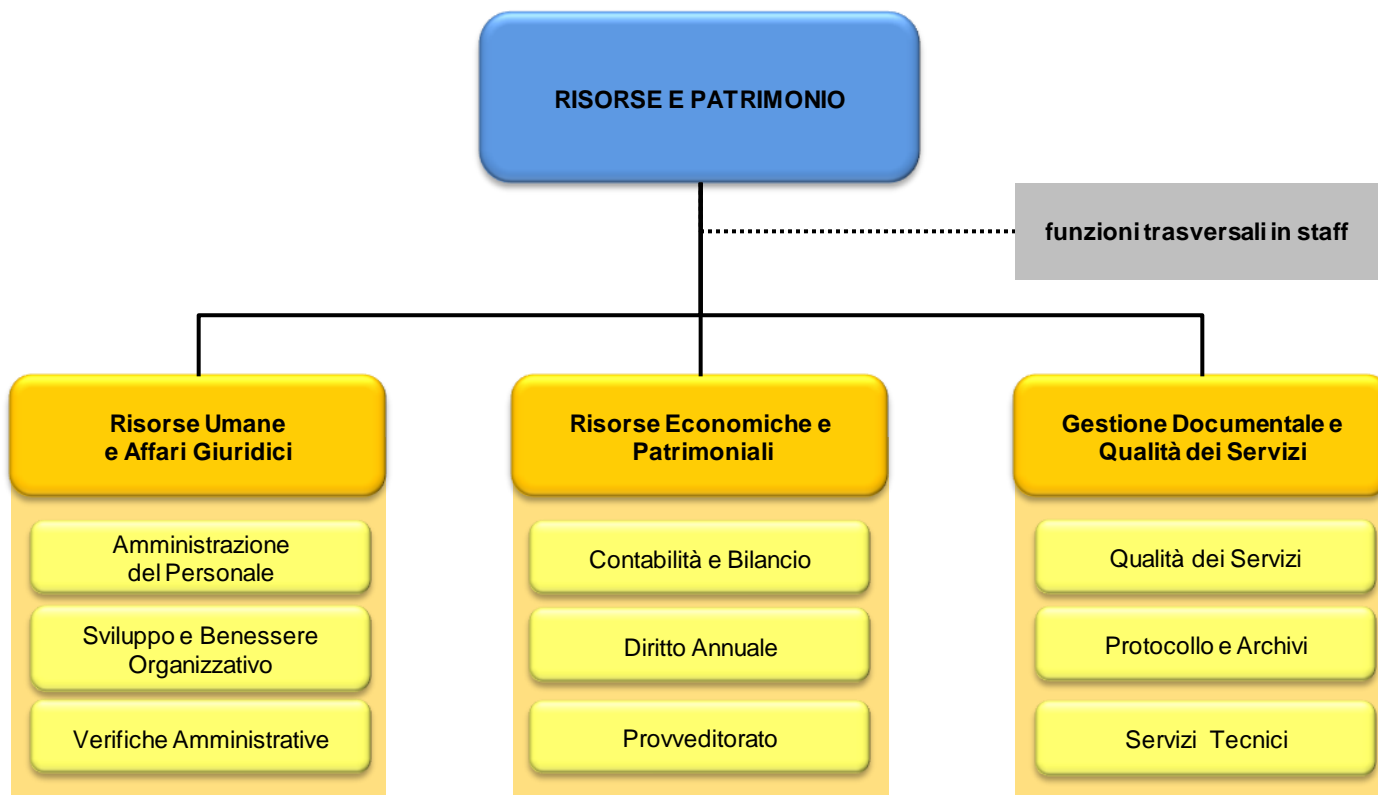 RISORSE E PATRIMONIO
funzioni trasversali in staff
Risorse Umane
e Affari Giuridici
Amministrazione
del Personale
Sviluppo e Benessere
Organizzativo
Verifiche Amministrative
Risorse Economiche e
Patrimoniali
Contabilità e Bilancio
Diritto Annuale
Provveditorato
Gestione Documentale e
Qualità dei Servizi
Qualità dei Servizi
Protocollo e Archivi
Servizi Tecnici